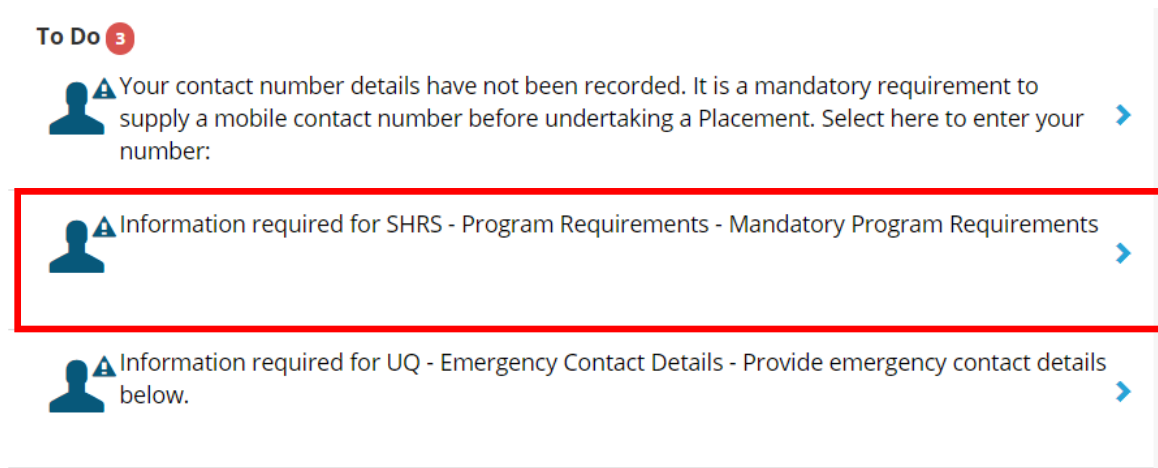 To Do 3
Your contact number details have not been recorded. It is a mandatory requirement to
supply a mobile contact number before undertaking a Placement. Select here to enter your
number:
Information required for SHRS - Program Requirements - Mandatory Program Requirements
Information required for UQ - Emergency Contact Details - Provide emergency contact details
below.